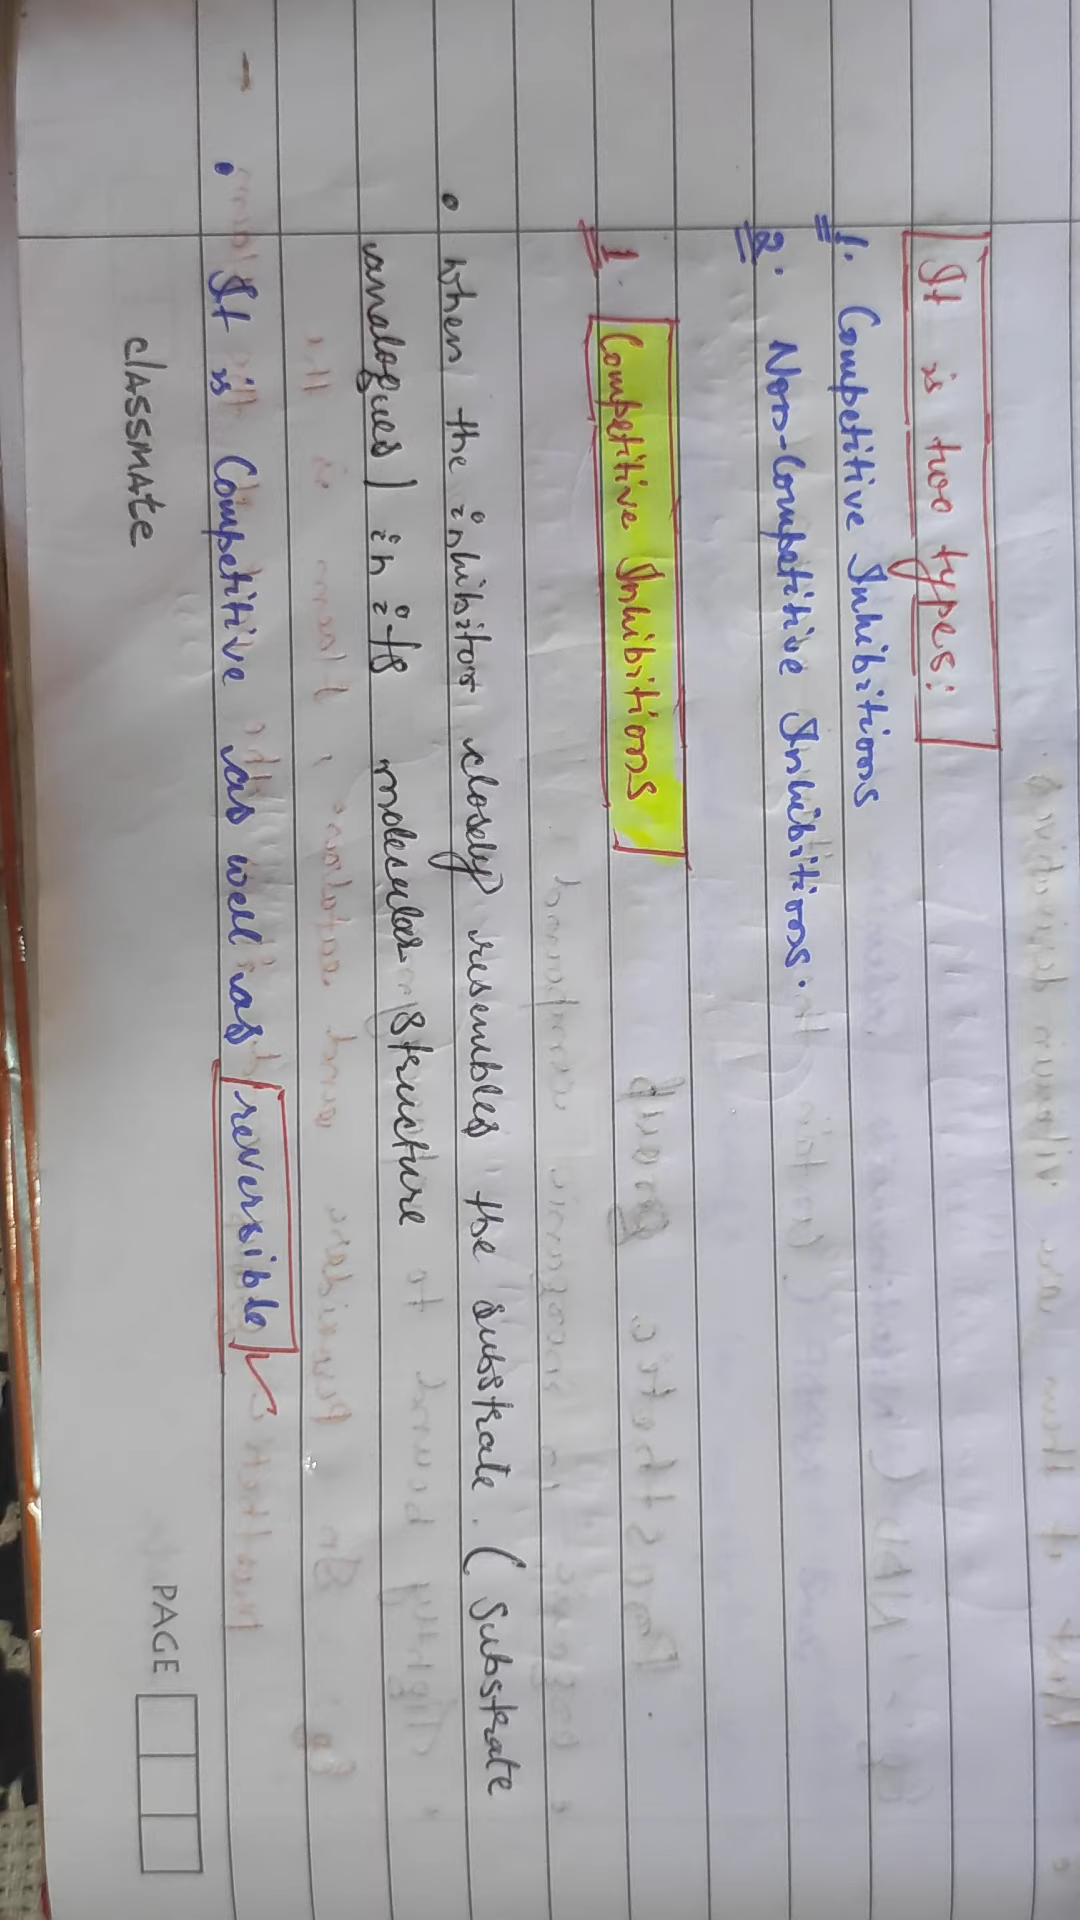 It is two types:
1. Competitive Inhibitions
2. Non-Competitive Inhibitions.
1. Competitive Inhibitions
• when the inhibitor closely resembles the substrate. (Substrate
analogues) in its molecular structure
• It is Competitive as well as reversible
classmate
PAGE